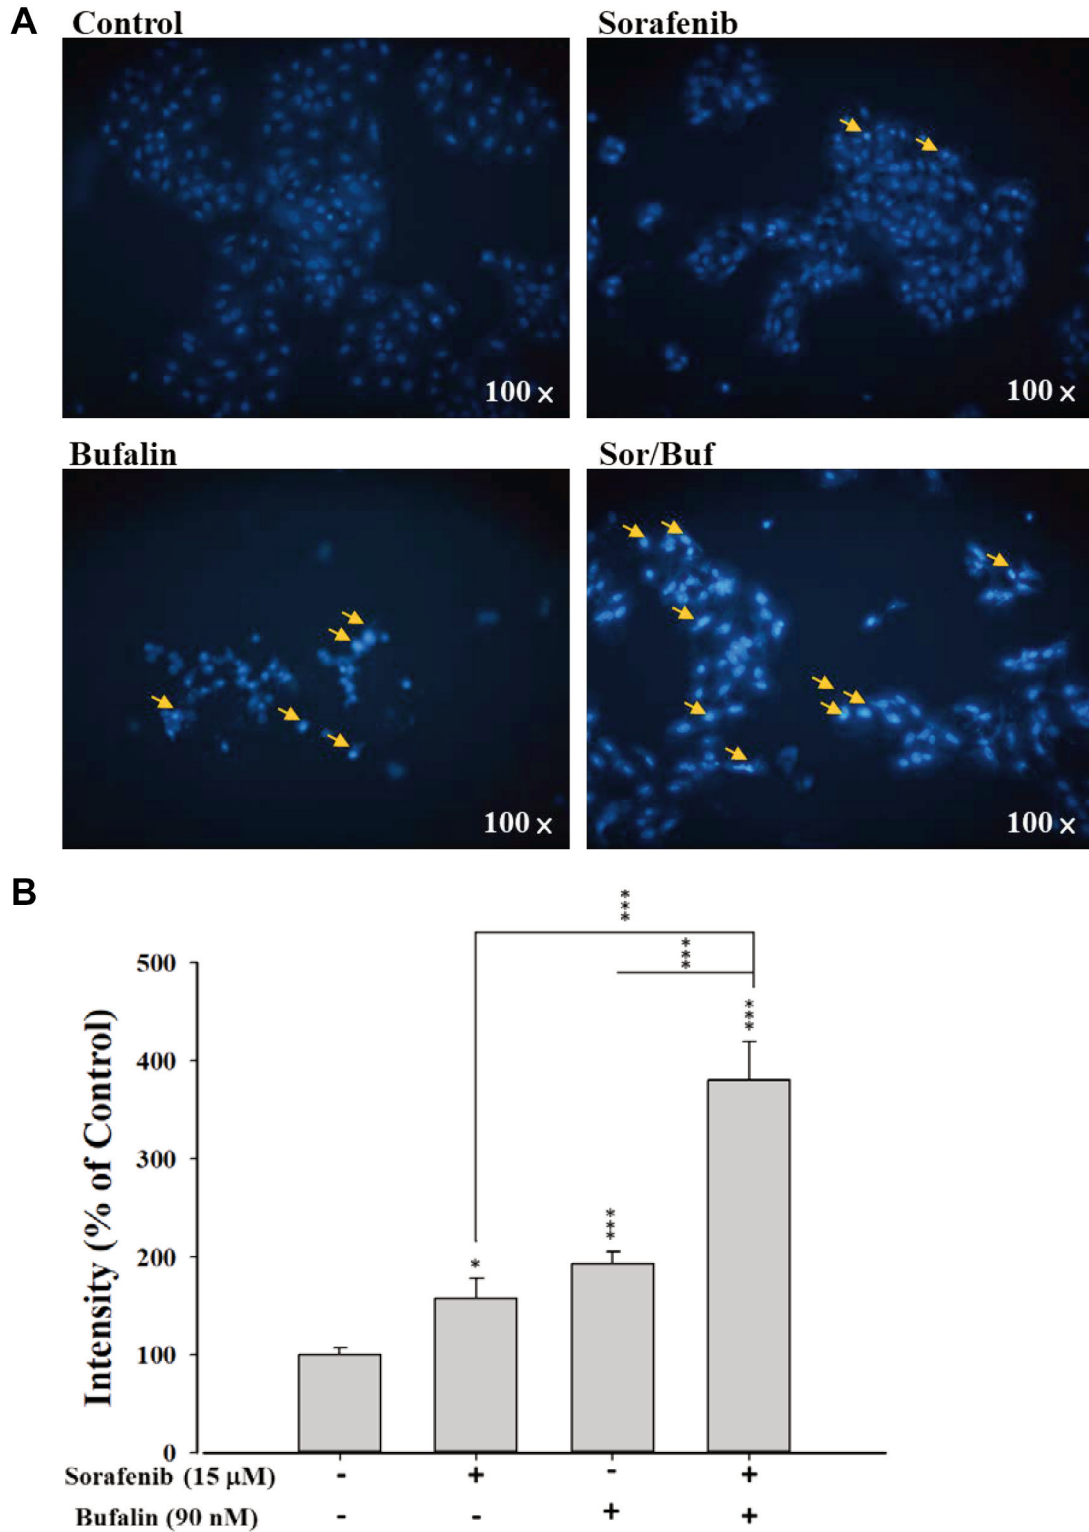 A
Control
Sorafenib
100 ×
100 ×
Bufalin
Sor/Buf
100 ×
100 ×
B
***
***
***
***
*
500
400
300
200
100
0
Intensity (% of Control)
Sorafenib (15 μM) - + - +
Bufalin (90 nM) - - + +